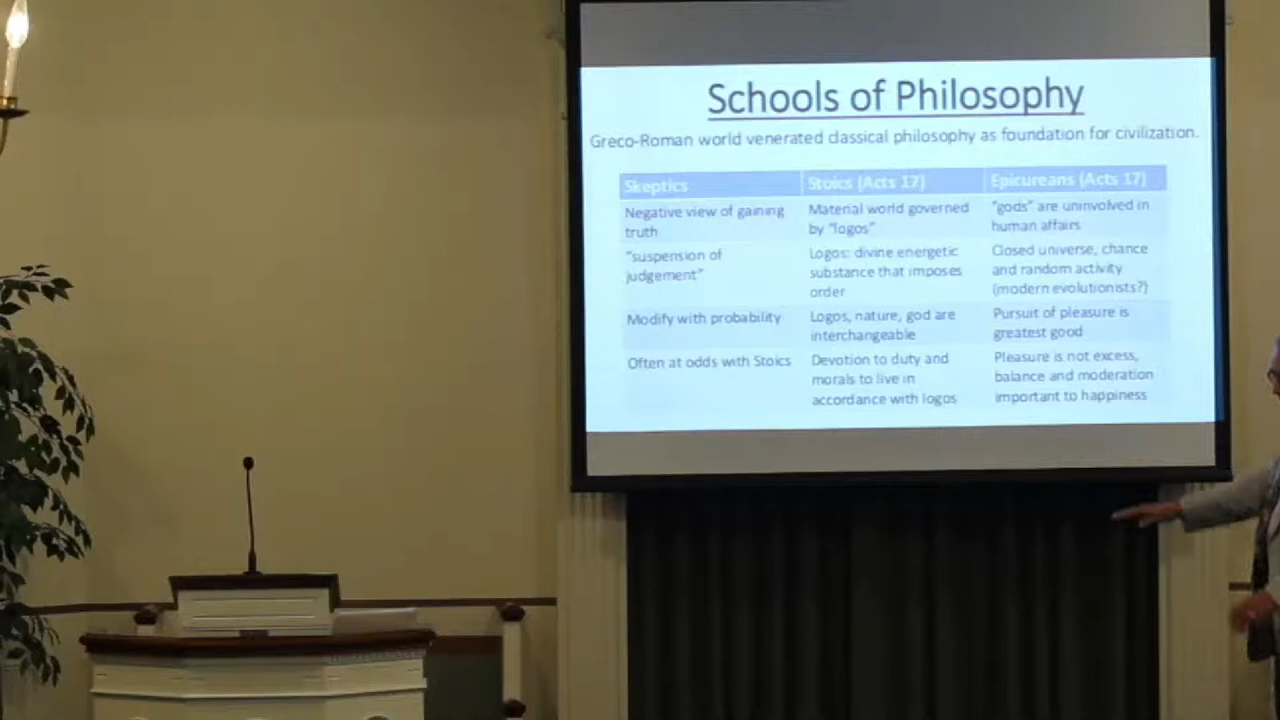 Schools of Philosophy
Greco-Roman world venerated classical philosophy as foundation for civilization.
Skeptics
Stoics (Acts 17)
Epicureans (Acts 17)
Negative view of gaining
truth
Material world governed
by "logos"
"gods" are uninvolved in
human affairs
"suspension of
judgement"
Logos: divine energetic
substance that imposes
order
Closed universe, chance
and random activity
(modern evolutionists?)
Modify with probability
Logos, nature, god are
interchangeable
Pursuit of pleasure is
greatest good
Often at odds with Stoics
Devotion to duty and
morals to live in
accordance with logos
Pleasure is not excess,
balance and moderation
important to happiness